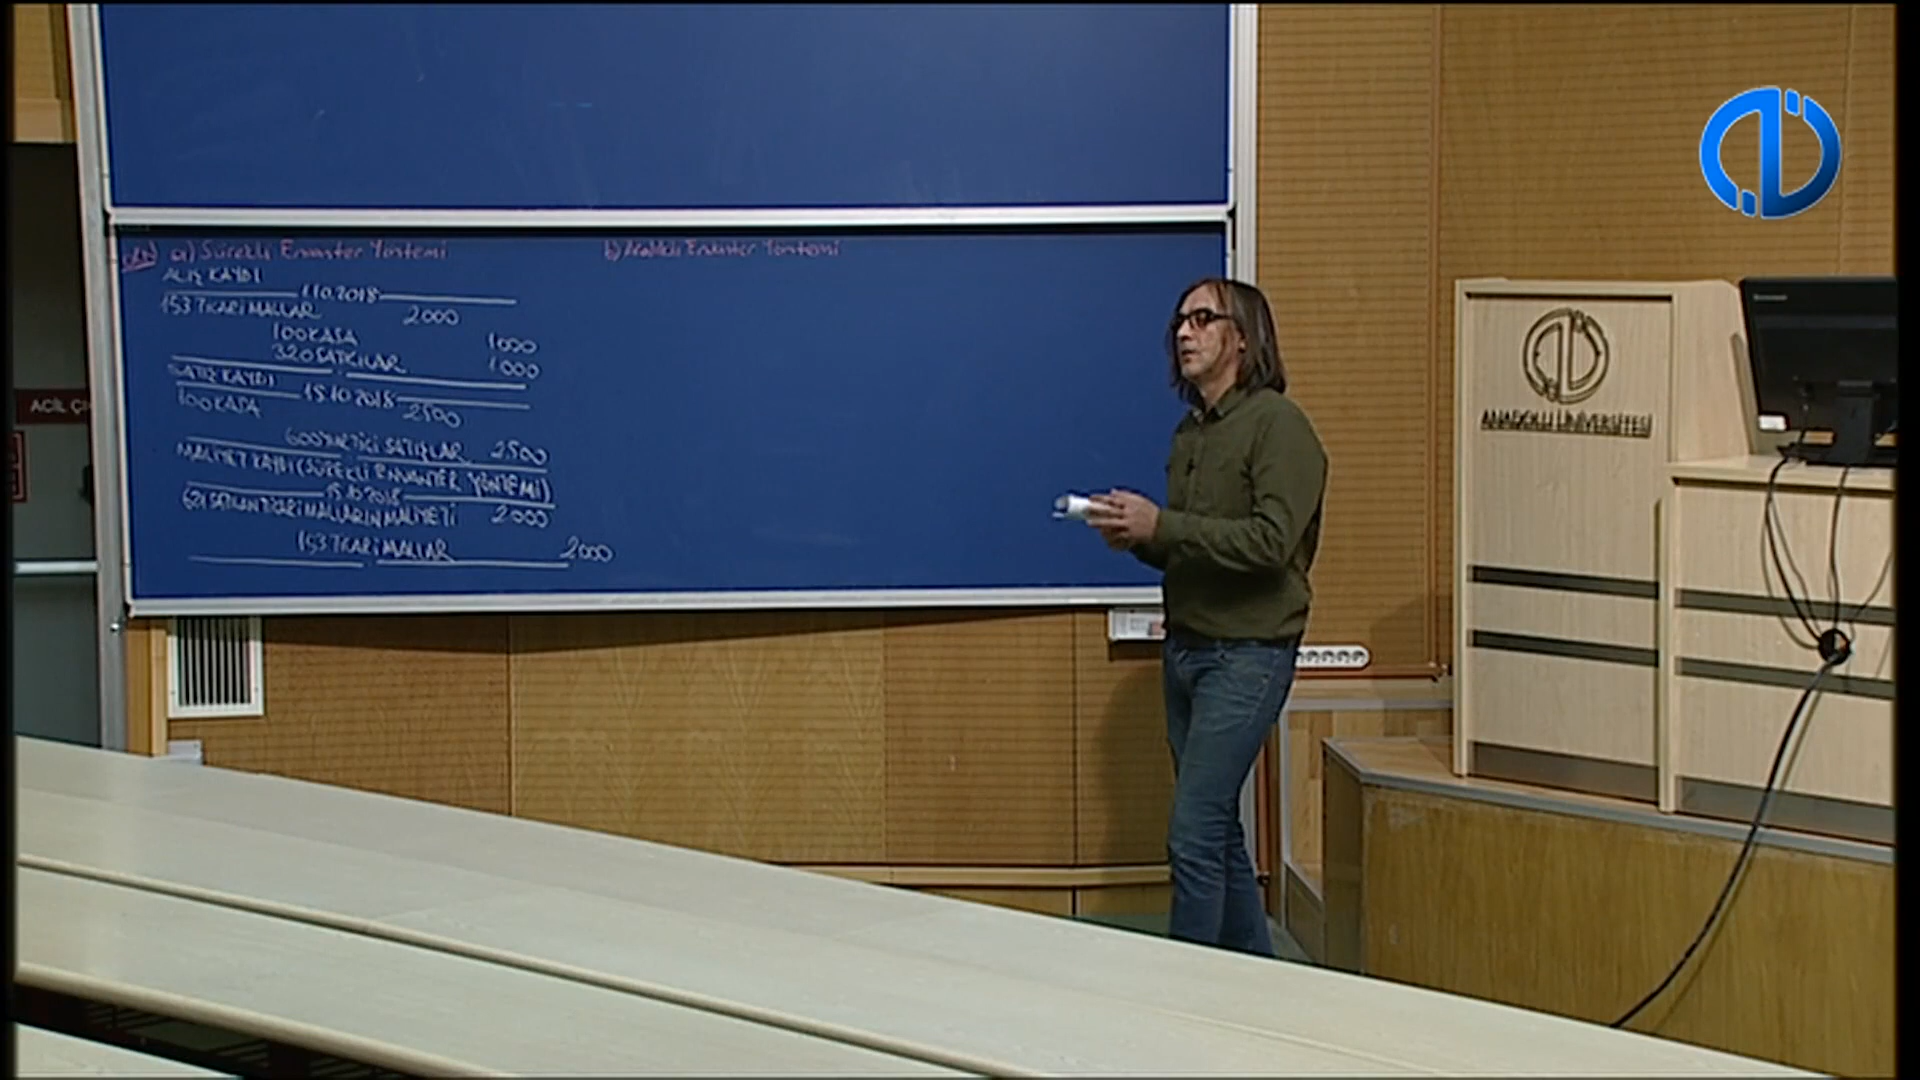 ÖRN a) Sürekli Envanter Yöntemi
b) Aralıklı Envanter Yöntemi
ALIŞ KAYDI
1.10.2018
153 TİCARİ MALLAR 2000
100 KASA 1000
320 SATICILAR 1000
SATIŞ KAYDI
15.10.2018
100 KASA 2500
600 YURTİÇİ SATIŞLAR 2500
MALİYET KAYDI (SÜREKLİ ENVANTER YÖNTEMİ)
15.10.2018
621 SATILAN TİCARİ MALLARIN MALİYETİ 2000
153 TİCARİ MALLAR 2000
ACİL ÇI
ANADOLU ÜNİVERSİTESİ